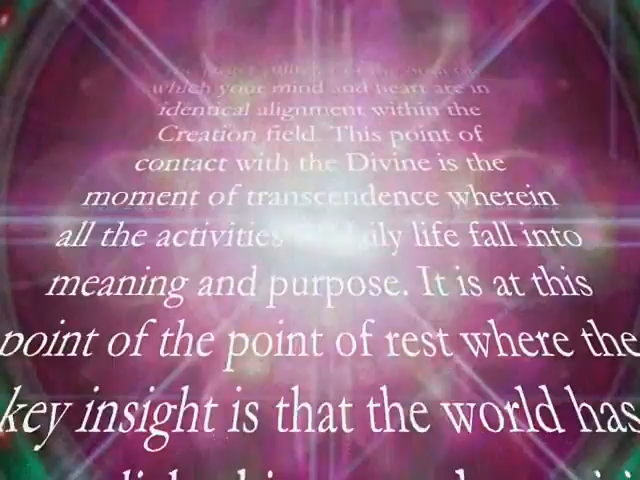 which your mind and heart are in
identical alignment within the
Creation field. This point of
contact with the Divine is the
moment of transcendence wherein
all the activities daily life fall into
meaning and purpose. It is at this
point of the point of rest where the
key insight is that the world has